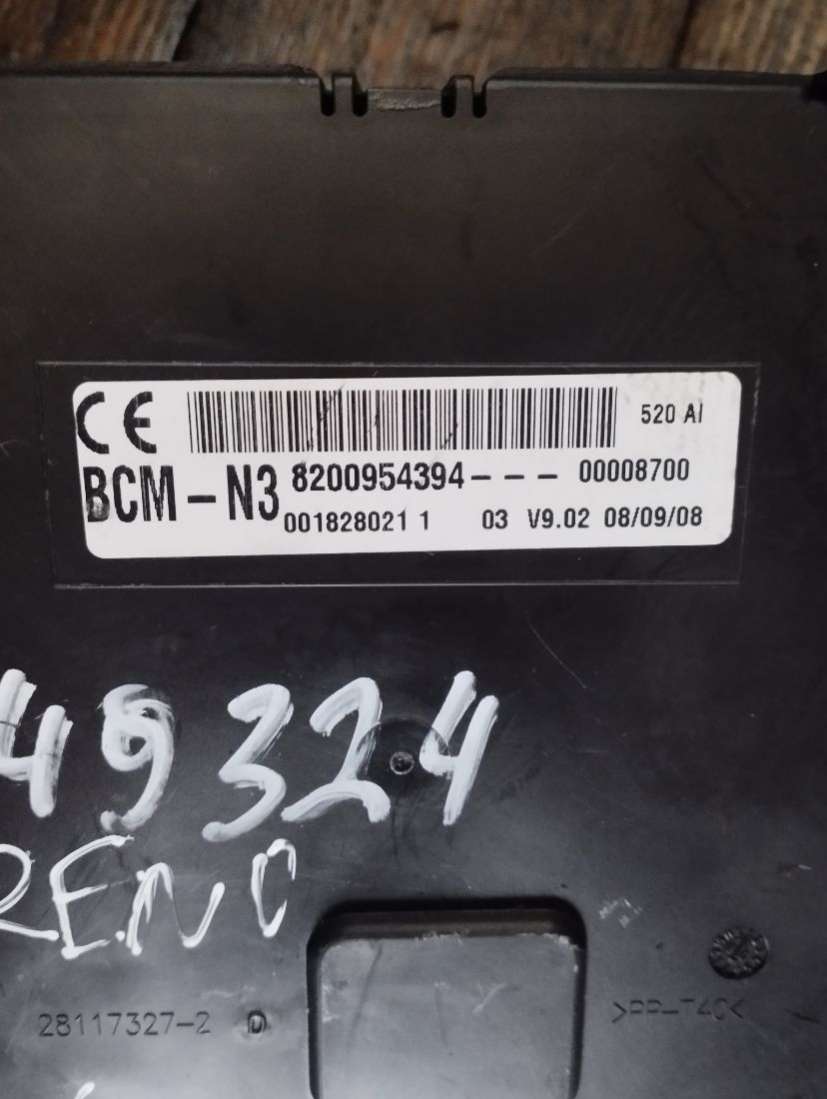 CE 520 AI
BCM-N3 8200954394--- 00008700
001828021 1 03 V9.02 08/09/08
49324
RENO
28117327-2 D
>PP-T40<